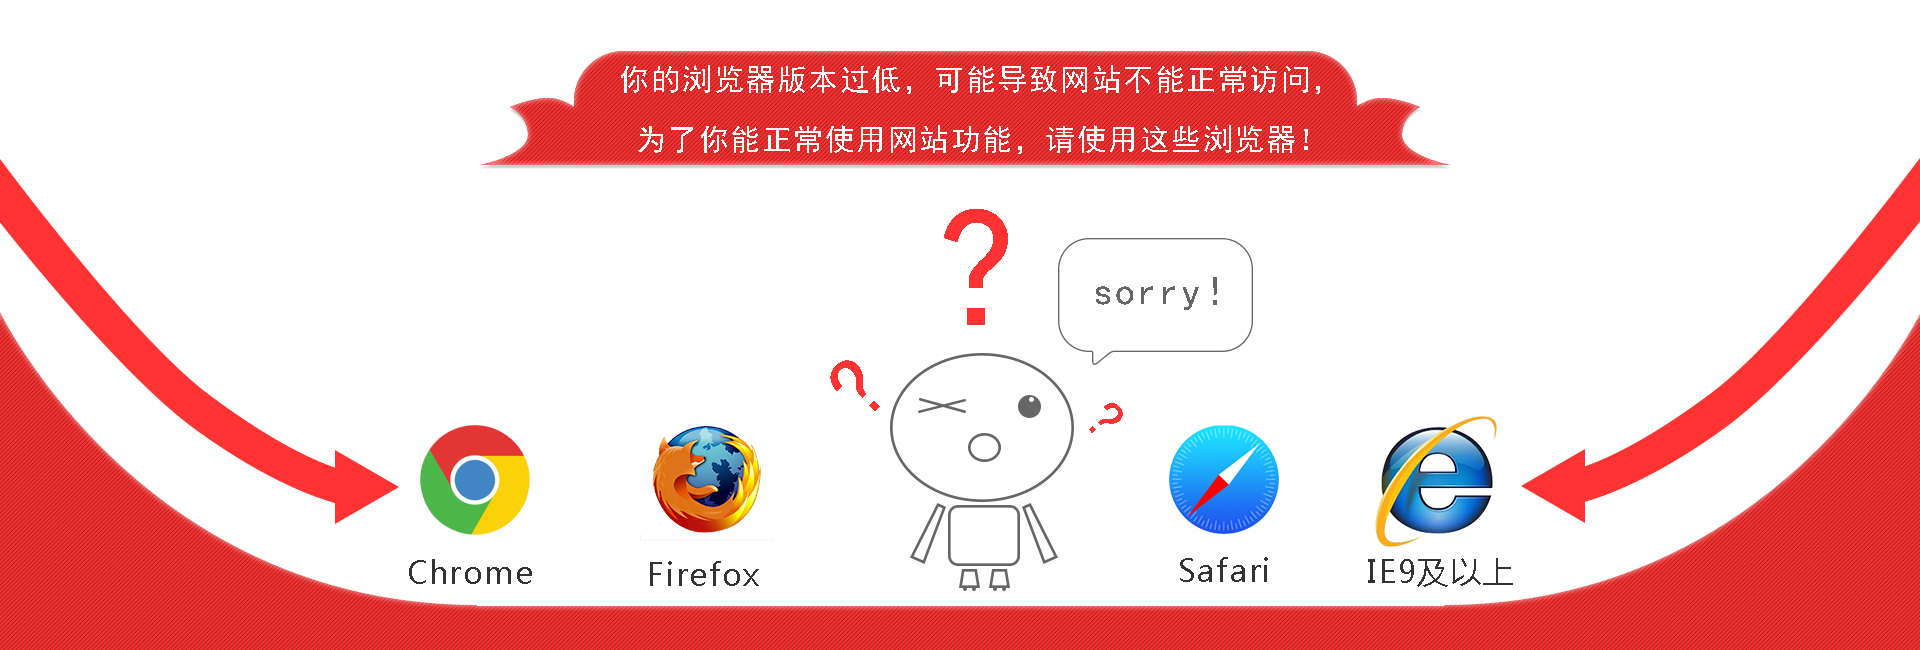 你的浏览器版本过低，可能导致网站不能正常访问，
为了你能正常使用网站功能，请使用这些浏览器！
?
sorry!
?
?
Chrome
Firefox
Safari
IE9及以上